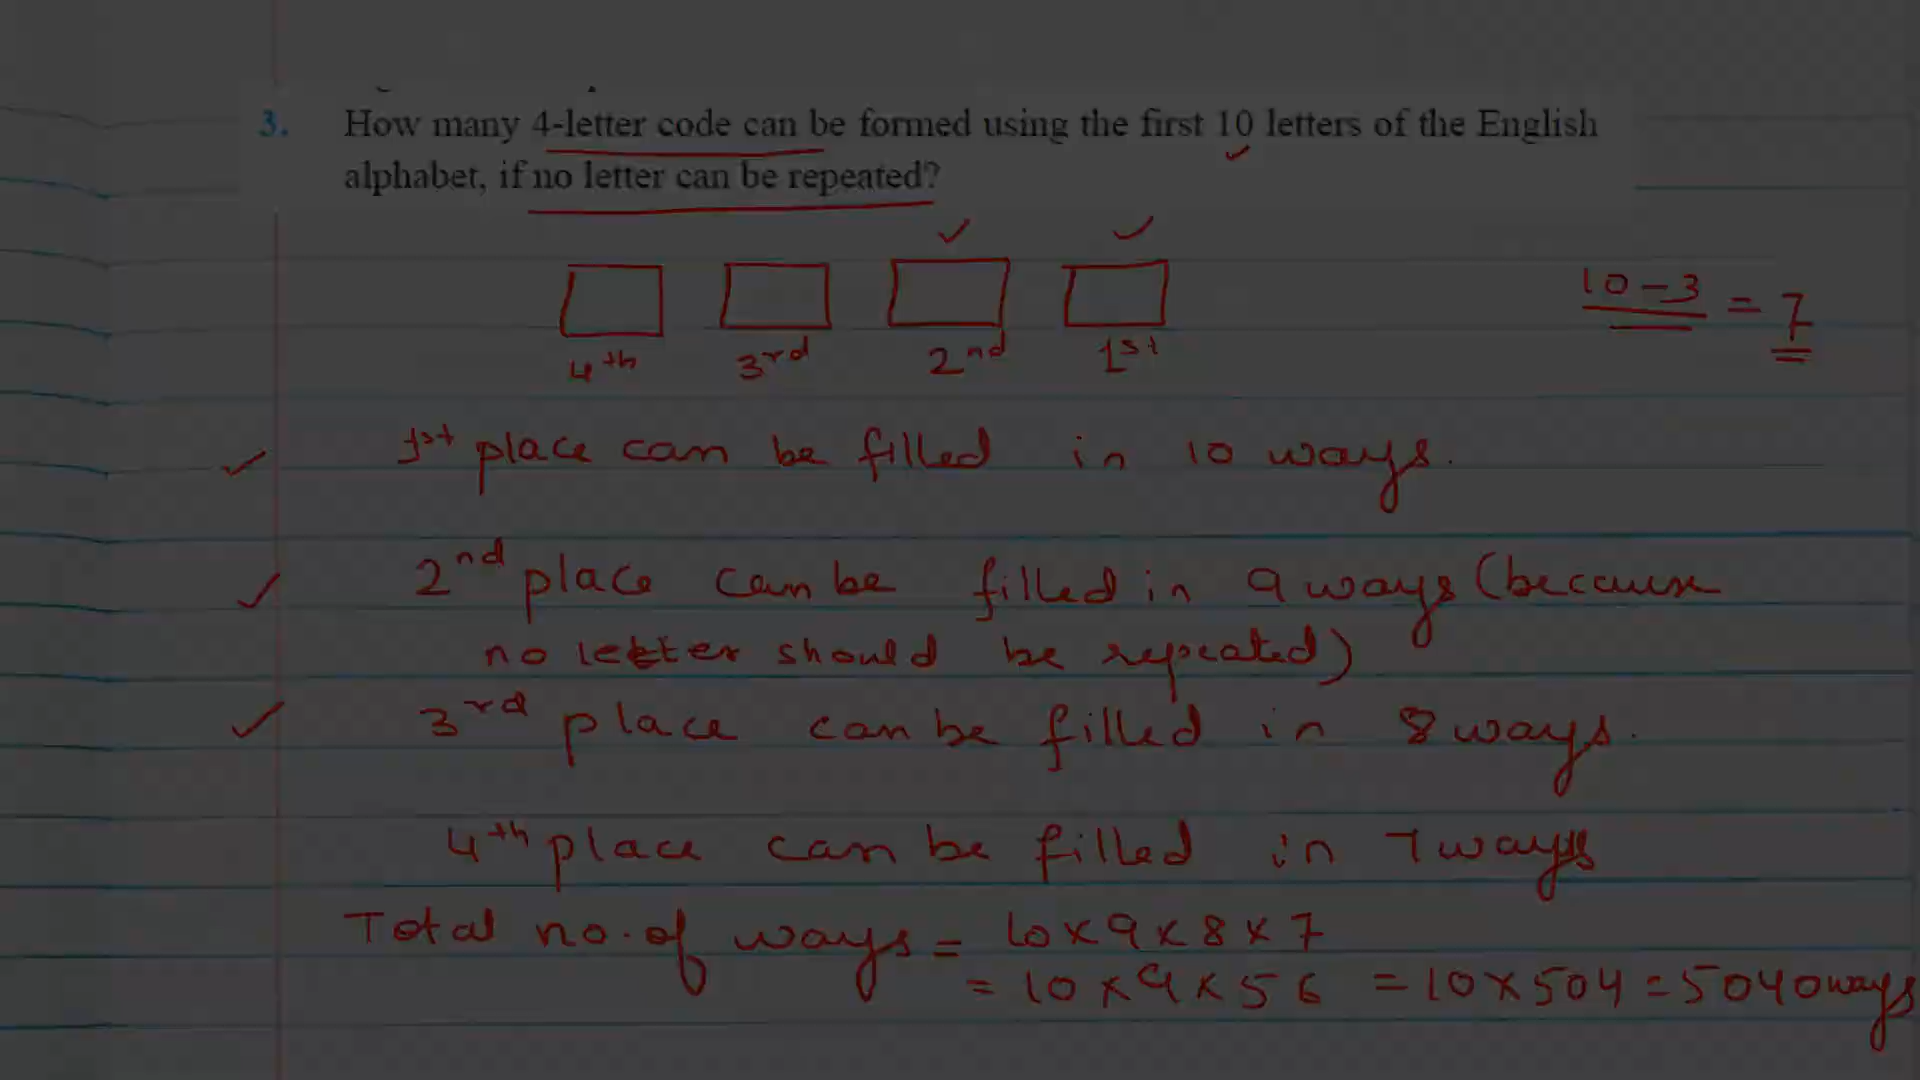 3. How many 4-letter code can be formed using the first 10 letters of the English
alphabet, if no letter can be repeated?
10-3 = 7
4th 3rd 2nd 1st
1st place can be filled in 10 ways.
2nd place can be filled in 9 ways (because
no letter should be repeated)
3rd place can be filled in 8 ways.
4th place can be filled in 7 ways
Total no. of ways = 10 x 9 x 8 x 7
= 10 x 9 x 56 = 10 x 504 = 5040 ways